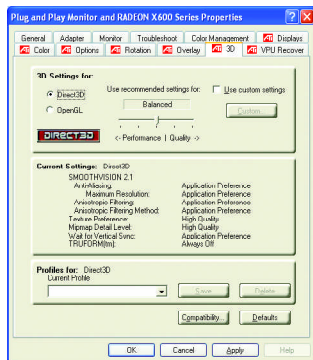 Plug and Play Monitor and RADEON X600 Series Properties
General Adapter Monitor Troubleshoot Color Management Displays
Color Options Rotation Overlay 3D VPU Recover
3D Settings for:
Direct3D
OpenGL
DIRECT3D
Use recommended settings for:
Balanced
<- Performance | Quality ->
Use custom settings
Custom
Current Settings: Direct3D
SMOOTHVISION 2.1
Anti-Aliasing: Application Preference
Maximum Resolution: Application Preference
Anisotropic Filtering: Application Preference
Anisotropic Filtering Method: Application Preference
Texture Preference: High Quality
Mipmap Detail Level: High Quality
Wait for Vertical Sync: Application Preference
TRUFORM(tm): Always Off
Profiles for: Direct3D
Current Profile
Save Delete
Compatibility... Defaults
OK Cancel Apply Help